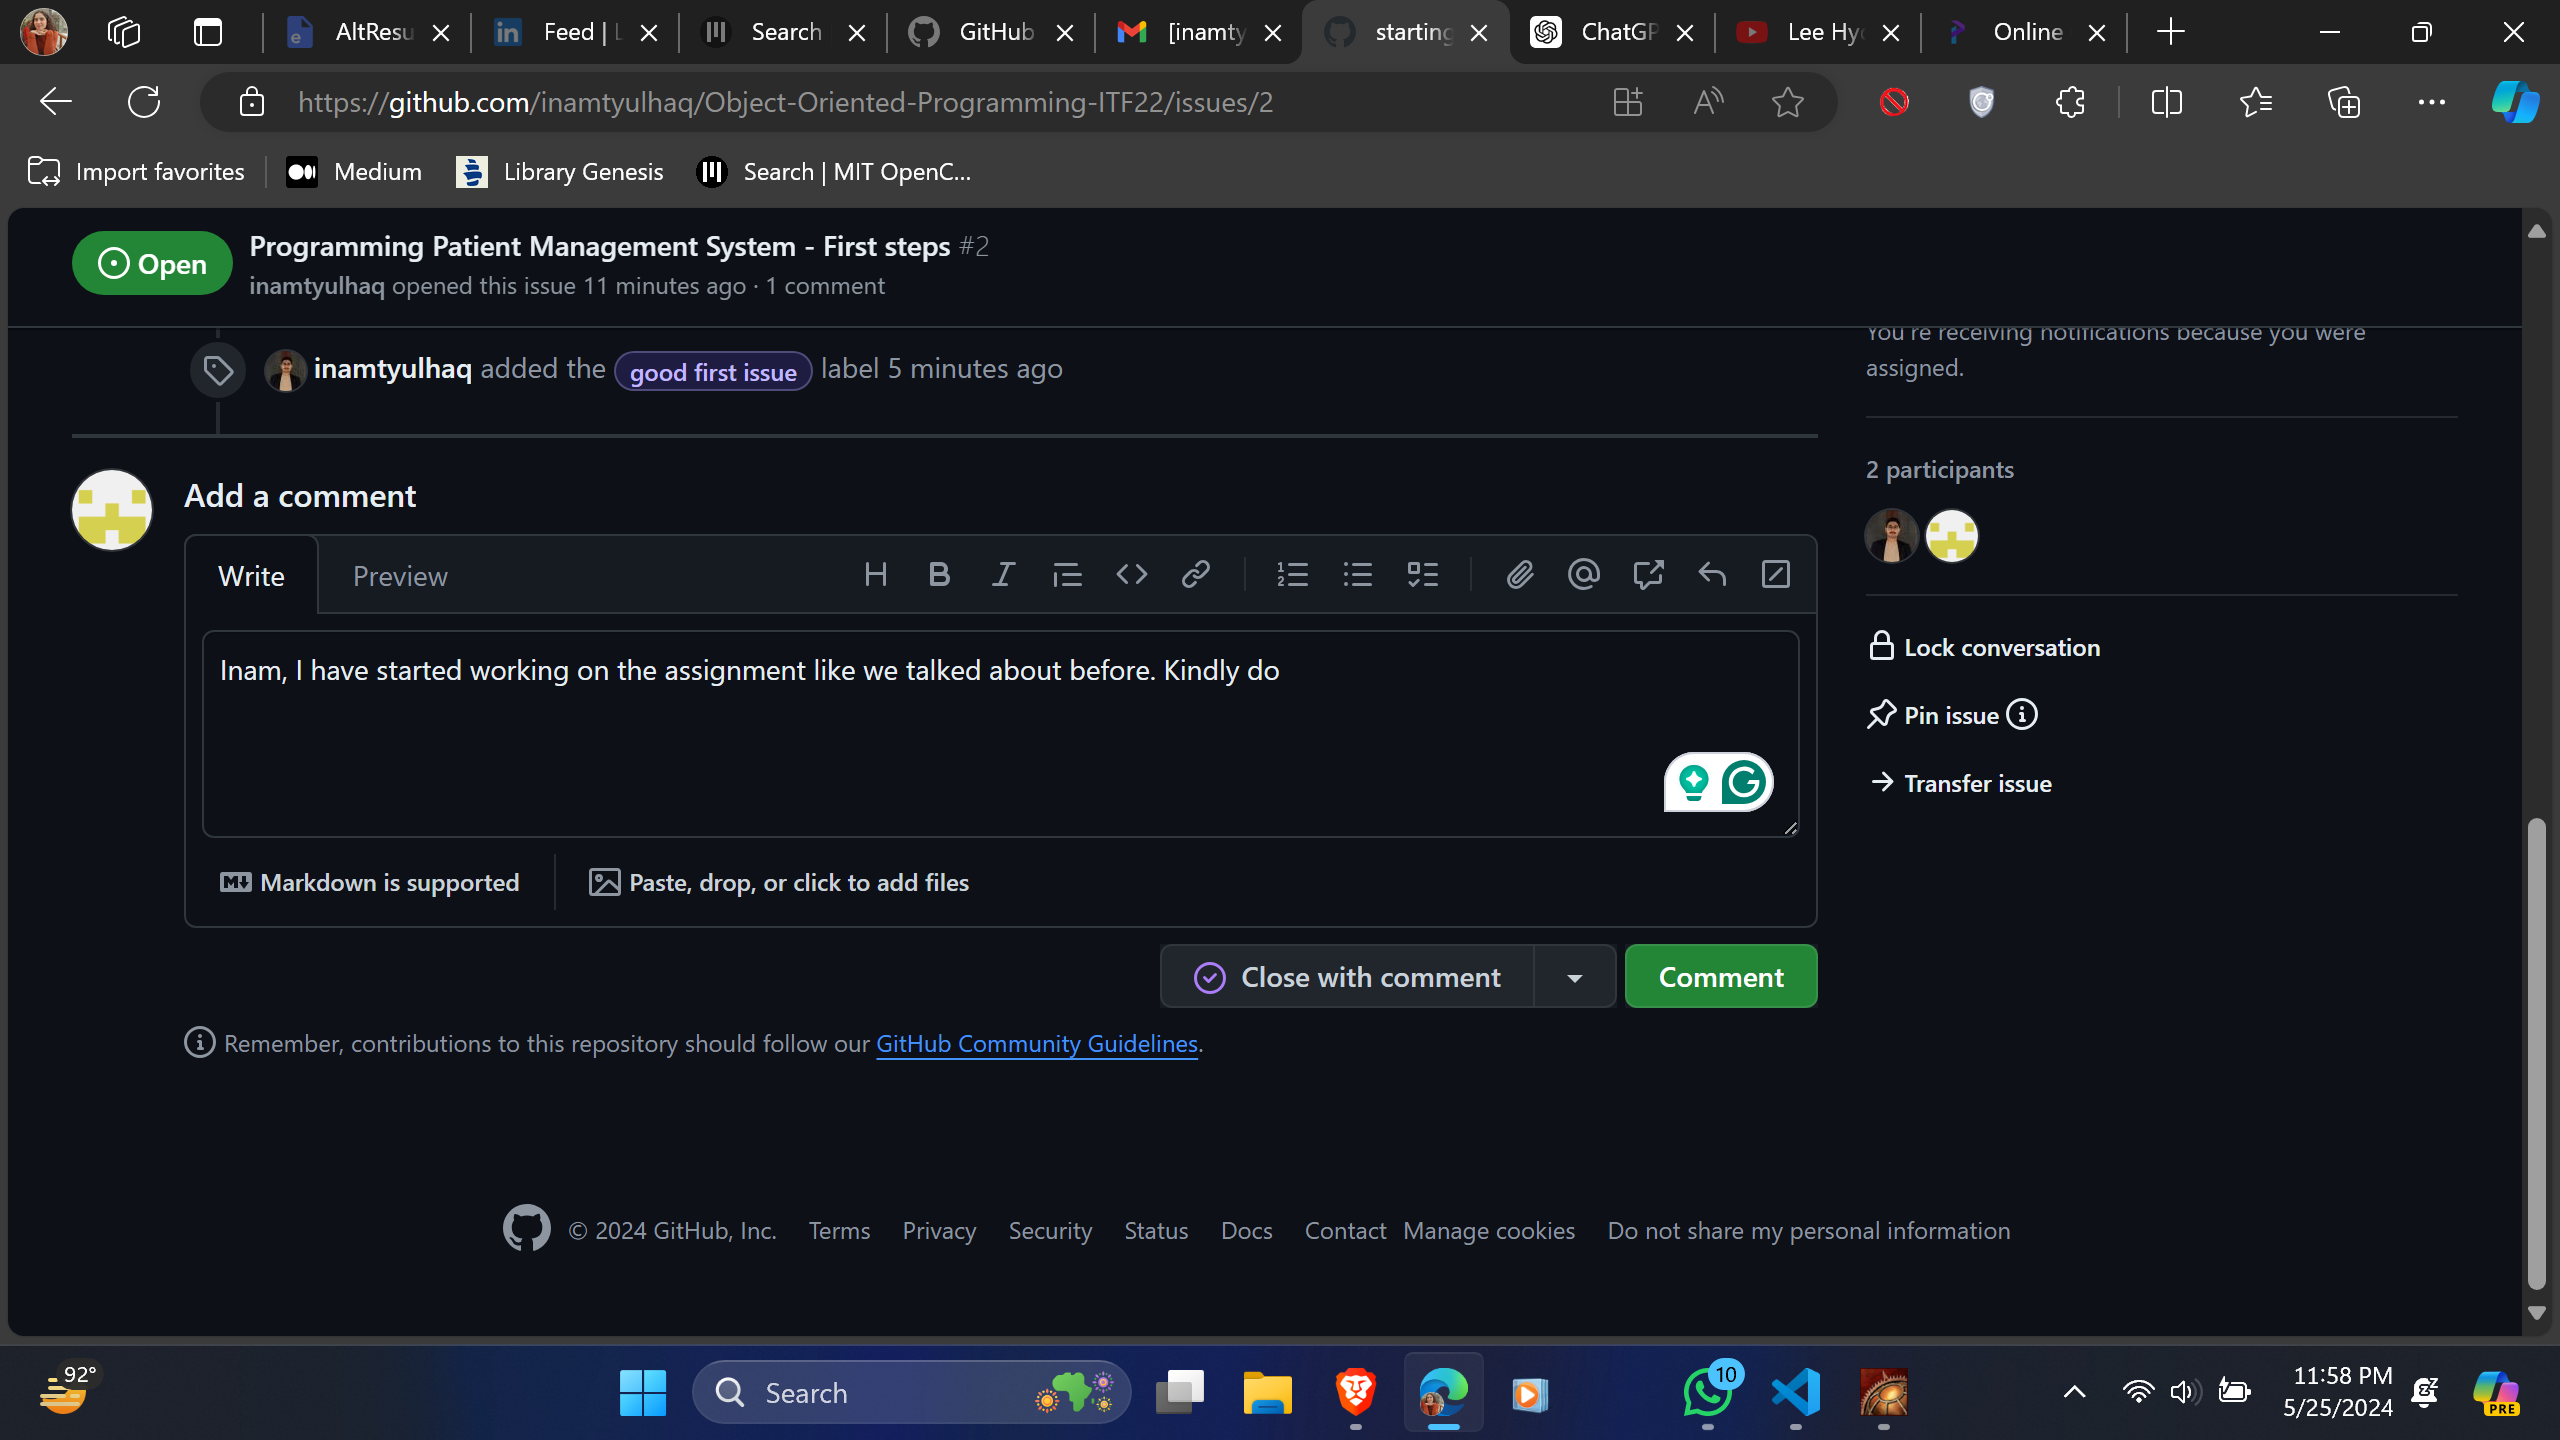 AltResu
Feed | L
Search
GitHub
[inamty
starting
ChatGP
Lee Hyo
Online
https://github.com/inamtyulhaq/Object-Oriented-Programming-ITF22/issues/2
Import favorites
Medium
Library Genesis
Search | MIT OpenC...
Open
Programming Patient Management System - First steps #2
inamtyulhaq opened this issue 11 minutes ago · 1 comment
You're receiving notifications because you were
assigned.
inamtyulhaq added the good first issue label 5 minutes ago
2 participants
Add a comment
Write
Preview
Inam, I have started working on the assignment like we talked about before. Kindly do
Lock conversation
Pin issue
Transfer issue
Markdown is supported
Paste, drop, or click to add files
Close with comment
Comment
Remember, contributions to this repository should follow our GitHub Community Guidelines.
© 2024 GitHub, Inc. Terms Privacy Security Status Docs Contact Manage cookies Do not share my personal information
92°
Search
10
11:58 PM
5/25/2024
PRE